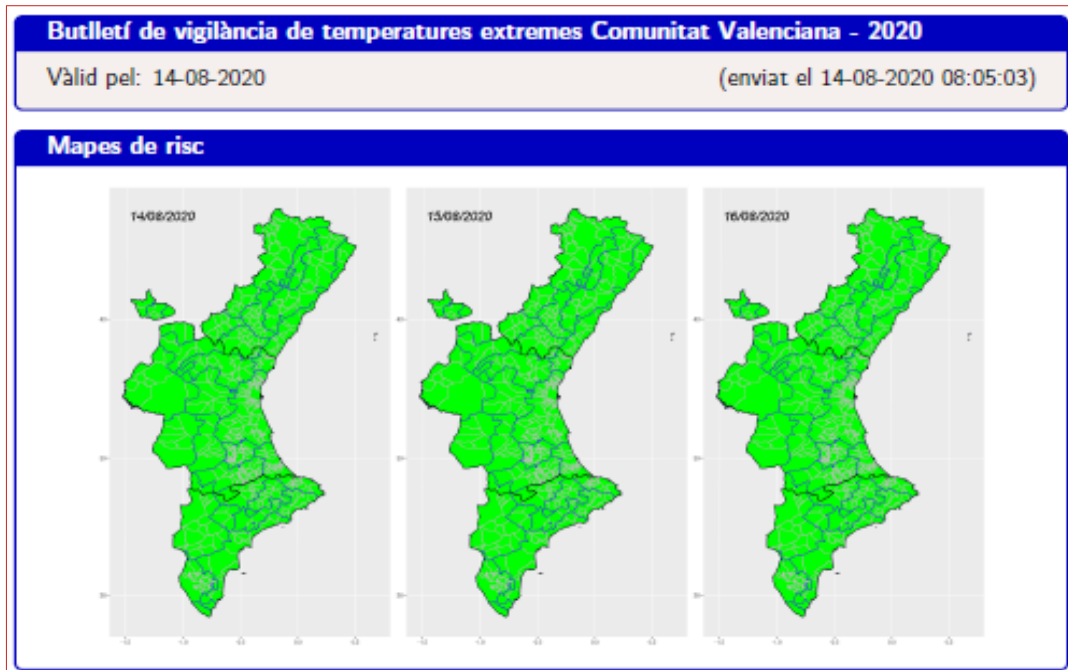 Butlletí de vigilància de temperatures extremes Comunitat Valenciana - 2020
Vàlid pel: 14-08-2020 (enviat el 14-08-2020 08:05:03)
Mapes de risc
14/08/2020 15/08/2020 16/08/2020